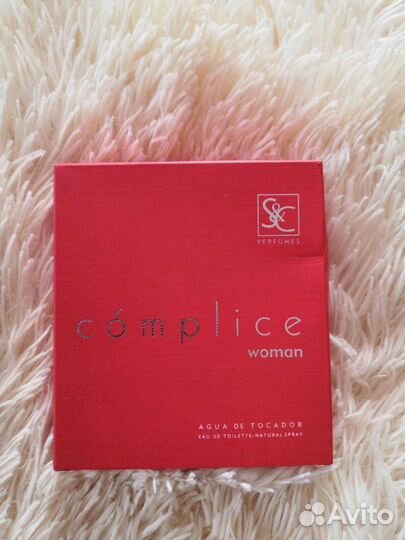 S&C
PERFUMES
cómplice
woman
AGUA DE TOCADOR
EAU DE TOILETTE-NATURAL SPRAY
Avito